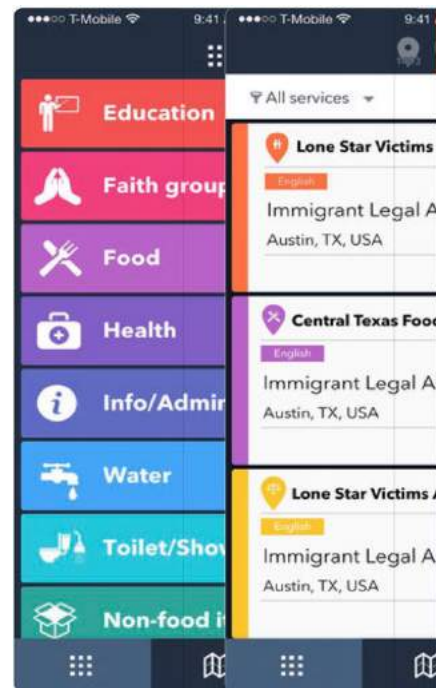 T-Mobile 9:41
Education
Faith group
Food
Health
Info/Admin
Water
Toilet/Show
Non-food i
T-Mobile 9:41
All services
Lone Star Victims
English
Immigrant Legal A
Austin, TX, USA
Central Texas Food
English
Immigrant Legal A
Austin, TX, USA
Lone Star Victims A
English
Immigrant Legal A
Austin, TX, USA